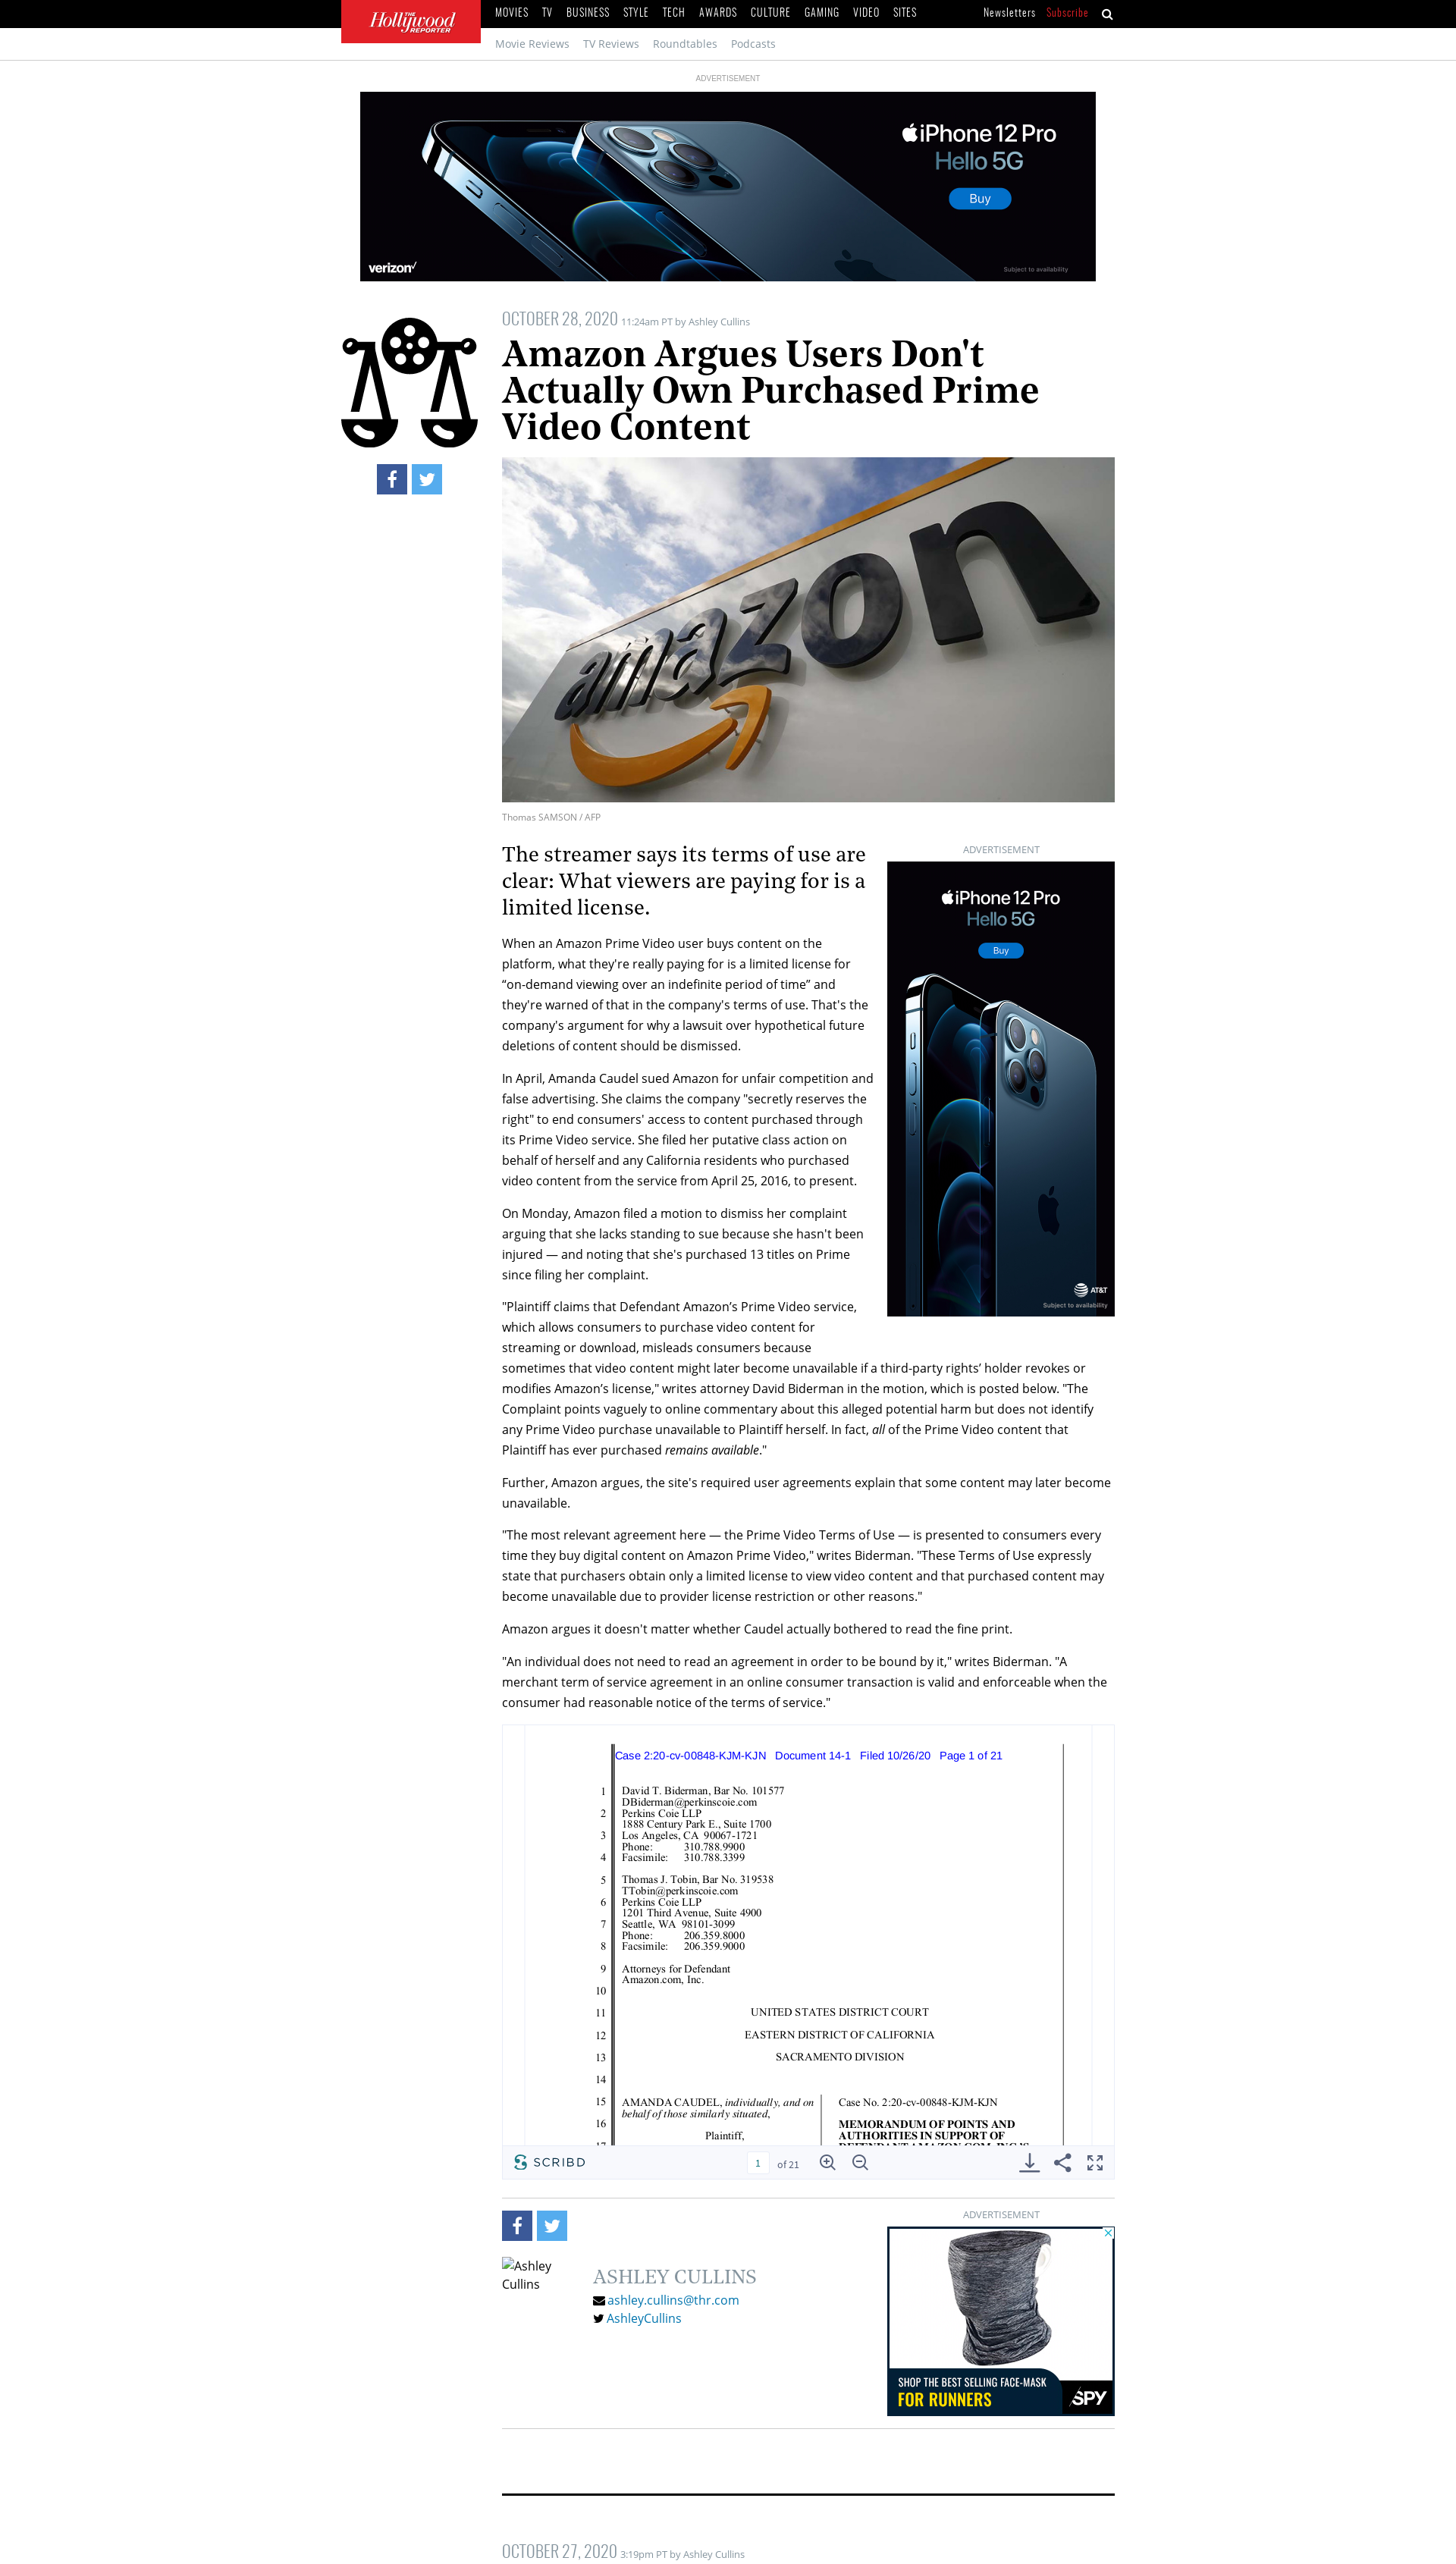 THE
Hollywood
REPORTER
MOVIES TV BUSINESS STYLE TECH AWARDS CULTURE GAMING VIDEO SITES Newsletters Subscribe
Movie Reviews TV Reviews Roundtables Podcasts
ADVERTISEMENT
iPhone 12 Pro
Hello 5G
Buy
verizon✓
Subject to availability
OCTOBER 28, 2020 11:24am PT by Ashley Cullins
Amazon Argues Users Don't
Actually Own Purchased Prime
Video Content
amazon
Thomas SAMSON / AFP
The streamer says its terms of use are
clear: What viewers are paying for is a
limited license.
ADVERTISEMENT
iPhone 12 Pro
Hello 5G
Buy
AT&T
Subject to availability
When an Amazon Prime Video user buys content on the
platform, what they're really paying for is a limited license for
“on-demand viewing over an indefinite period of time” and
they're warned of that in the company's terms of use. That's the
company's argument for why a lawsuit over hypothetical future
deletions of content should be dismissed.
In April, Amanda Caudel sued Amazon for unfair competition and
false advertising. She claims the company "secretly reserves the
right" to end consumers' access to content purchased through
its Prime Video service. She filed her putative class action on
behalf of herself and any California residents who purchased
video content from the service from April 25, 2016, to present.
On Monday, Amazon filed a motion to dismiss her complaint
arguing that she lacks standing to sue because she hasn't been
injured — and noting that she's purchased 13 titles on Prime
since filing her complaint.
"Plaintiff claims that Defendant Amazon’s Prime Video service,
which allows consumers to purchase video content for
streaming or download, misleads consumers because
sometimes that video content might later become unavailable if a third-party rights’ holder revokes or
modifies Amazon’s license," writes attorney David Biderman in the motion, which is posted below. "The
Complaint points vaguely to online commentary about this alleged potential harm but does not identify
any Prime Video purchase unavailable to Plaintiff herself. In fact, all of the Prime Video content that
Plaintiff has ever purchased remains available."
Further, Amazon argues, the site's required user agreements explain that some content may later become
unavailable.
"The most relevant agreement here — the Prime Video Terms of Use — is presented to consumers every
time they buy digital content on Amazon Prime Video," writes Biderman. "These Terms of Use expressly
state that purchasers obtain only a limited license to view video content and that purchased content may
become unavailable due to provider license restriction or other reasons."
Amazon argues it doesn't matter whether Caudel actually bothered to read the fine print.
"An individual does not need to read an agreement in order to be bound by it," writes Biderman. "A
merchant term of service agreement in an online consumer transaction is valid and enforceable when the
consumer had reasonable notice of the terms of service."
Case 2:20-cv-00848-KJM-KJN Document 14-1 Filed 10/26/20 Page 1 of 21
1 David T. Biderman, Bar No. 101577
DBiderman@perkinscoie.com
2 Perkins Coie LLP
1888 Century Park E., Suite 1700
3 Los Angeles, CA 90067-1721
Phone: 310.788.9900
4 Facsimile: 310.788.3399
5 Thomas J. Tobin, Bar No. 319538
TTobin@perkinscoie.com
6 Perkins Coie LLP
1201 Third Avenue, Suite 4900
7 Seattle, WA 98101-3099
Phone: 206.359.8000
8 Facsimile: 206.359.9000
9 Attorneys for Defendant
Amazon.com, Inc.
10
11 UNITED STATES DISTRICT COURT
12 EASTERN DISTRICT OF CALIFORNIA
13 SACRAMENTO DIVISION
14
15 AMANDA CAUDEL, individually, and on Case No. 2:20-cv-00848-KJM-KJN
behalf of those similarly situated,
16 MEMORANDUM OF POINTS AND
Plaintiff, AUTHORITIES IN SUPPORT OF
17 DEFENDANT AMAZON.COM, INC.'S
SCRIBD 1 of 21
ADVERTISEMENT
Ashley
Cullins
ASHLEY CULLINS
ashley.cullins@thr.com
AshleyCullins
SHOP THE BEST SELLING FACE-MASK
FOR RUNNERS
SPY
OCTOBER 27, 2020 3:19pm PT by Ashley Cullins